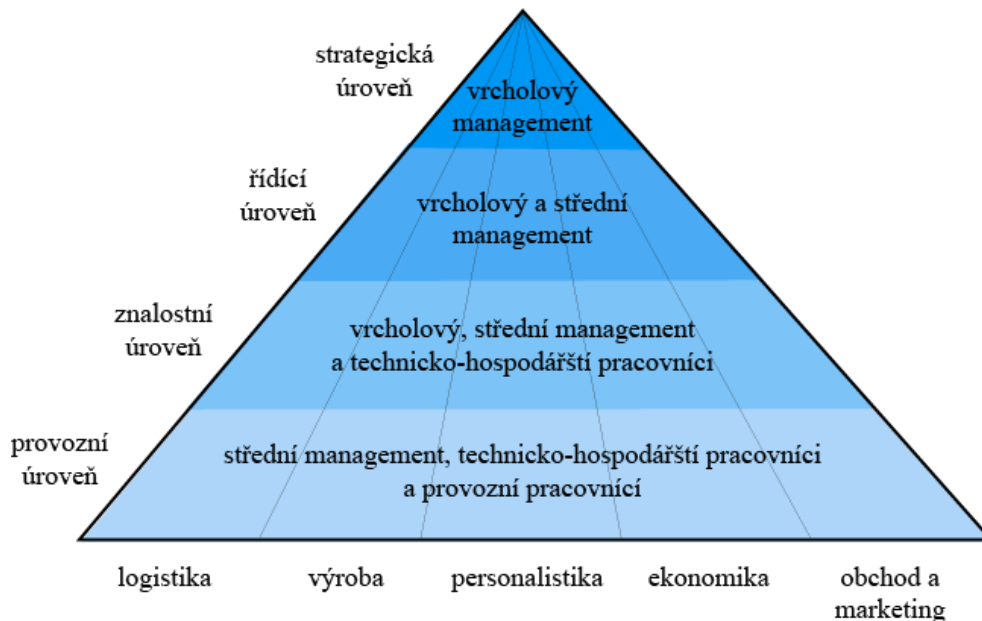 strategická
úroveň
vrcholový
management
řídící
úroveň
vrcholový a střední
management
znalostní
úroveň
vrcholový, střední management
a technicko-hospodářští pracovníci
provozní
úroveň
střední management, technicko-hospodářští pracovníci
a provozní pracovnící
logistika
výroba
personalistika
ekonomika
obchod a
marketing